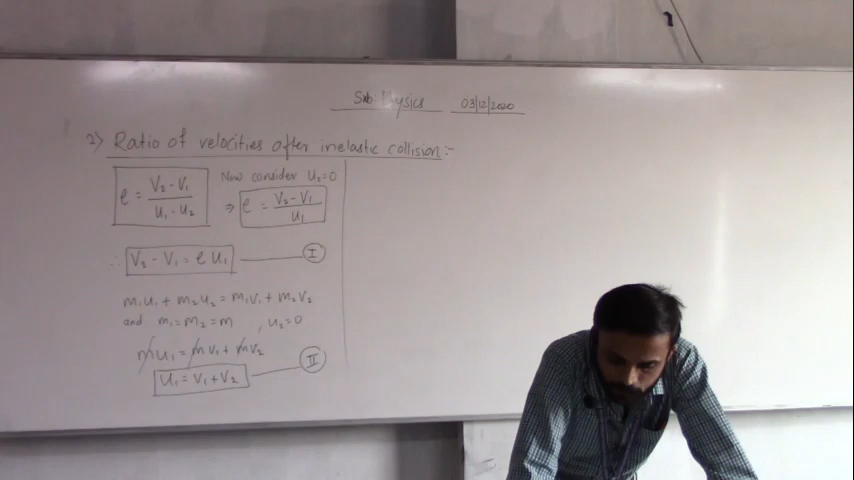 Sub: Physics 03/12/2020
2) Ratio of velocities after inelastic collision:-
e = (V₂ - V₁)/(U₁ - U₂) Now consider U₂=0
⇒ e = (V₂ - V₁)/U₁
∴ V₂ - V₁ = e U₁ — I
m₁U₁ + m₂U₂ = m₁V₁ + m₂V₂
and m₁=m₂=m , U₂=0
mU₁ = mV₁ + mV₂
U₁ = V₁ + V₂ — II